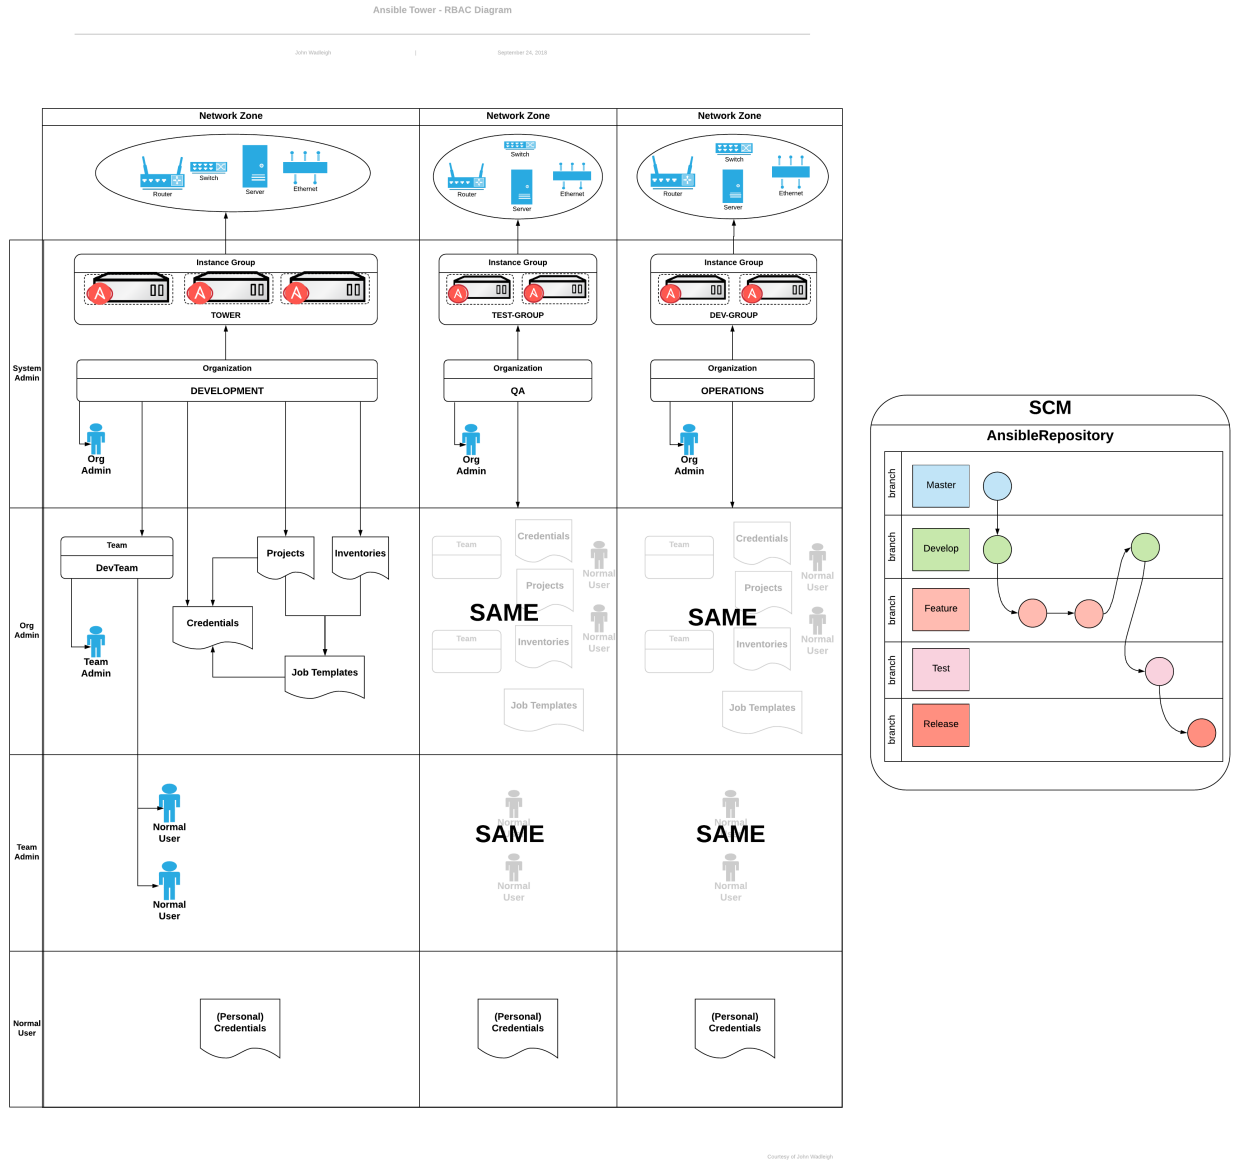 Ansible Tower - RBAC Diagram
John Wadleigh | September 24, 2018
Network Zone
Network Zone
Network Zone
Router
Switch
Server
Ethernet
Router
Switch
Server
Ethernet
Router
Switch
Server
Ethernet
System
Admin
Instance Group
TOWER
Instance Group
TEST-GROUP
Instance Group
DEV-GROUP
Organization
DEVELOPMENT
Organization
QA
Organization
OPERATIONS
Org
Admin
Org
Admin
Org
Admin
Org
Admin
Team
DevTeam
Projects
Inventories
Credentials
Team
Admin
Job Templates
Team
Credentials
Normal
User
Projects
SAME
Normal
User
Team
Inventories
Job Templates
Team
Credentials
Normal
User
Projects
SAME
Normal
User
Team
Inventories
Job Templates
Team
Admin
Normal
User
Normal
User
Normal
User
SAME
Normal
User
Normal
User
SAME
Normal
User
Normal
User
(Personal)
Credentials
(Personal)
Credentials
(Personal)
Credentials
SCM
AnsibleRepository
branch
Master
branch
Develop
branch
Feature
branch
Test
branch
Release
Courtesy of John Wadleigh